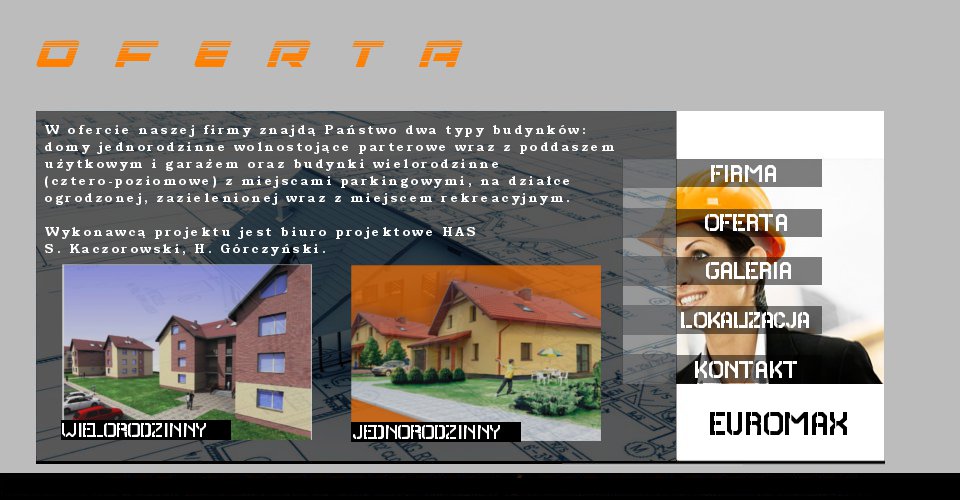 OFERTA
W ofercie naszej firmy znajdą Państwo dwa typy budynków:
domy jednorodzinne wolnostojące parterowe wraz z poddaszem
użytkowym i garażem oraz budynki wielorodzinne
(cztero-poziomowe) z miejscami parkingowymi, na działce
ogrodzonej, zazielenionej wraz z miejscem rekreacyjnym.
Wykonawcą projektu jest biuro projektowe HAS
S. Kaczorowski, H. Górczyński.
WIELORODZINNY
JEDNORODZINNY
FIRMA
OFERTA
GALERIA
LOKALIZACJA
KONTAKT
EUROMAX